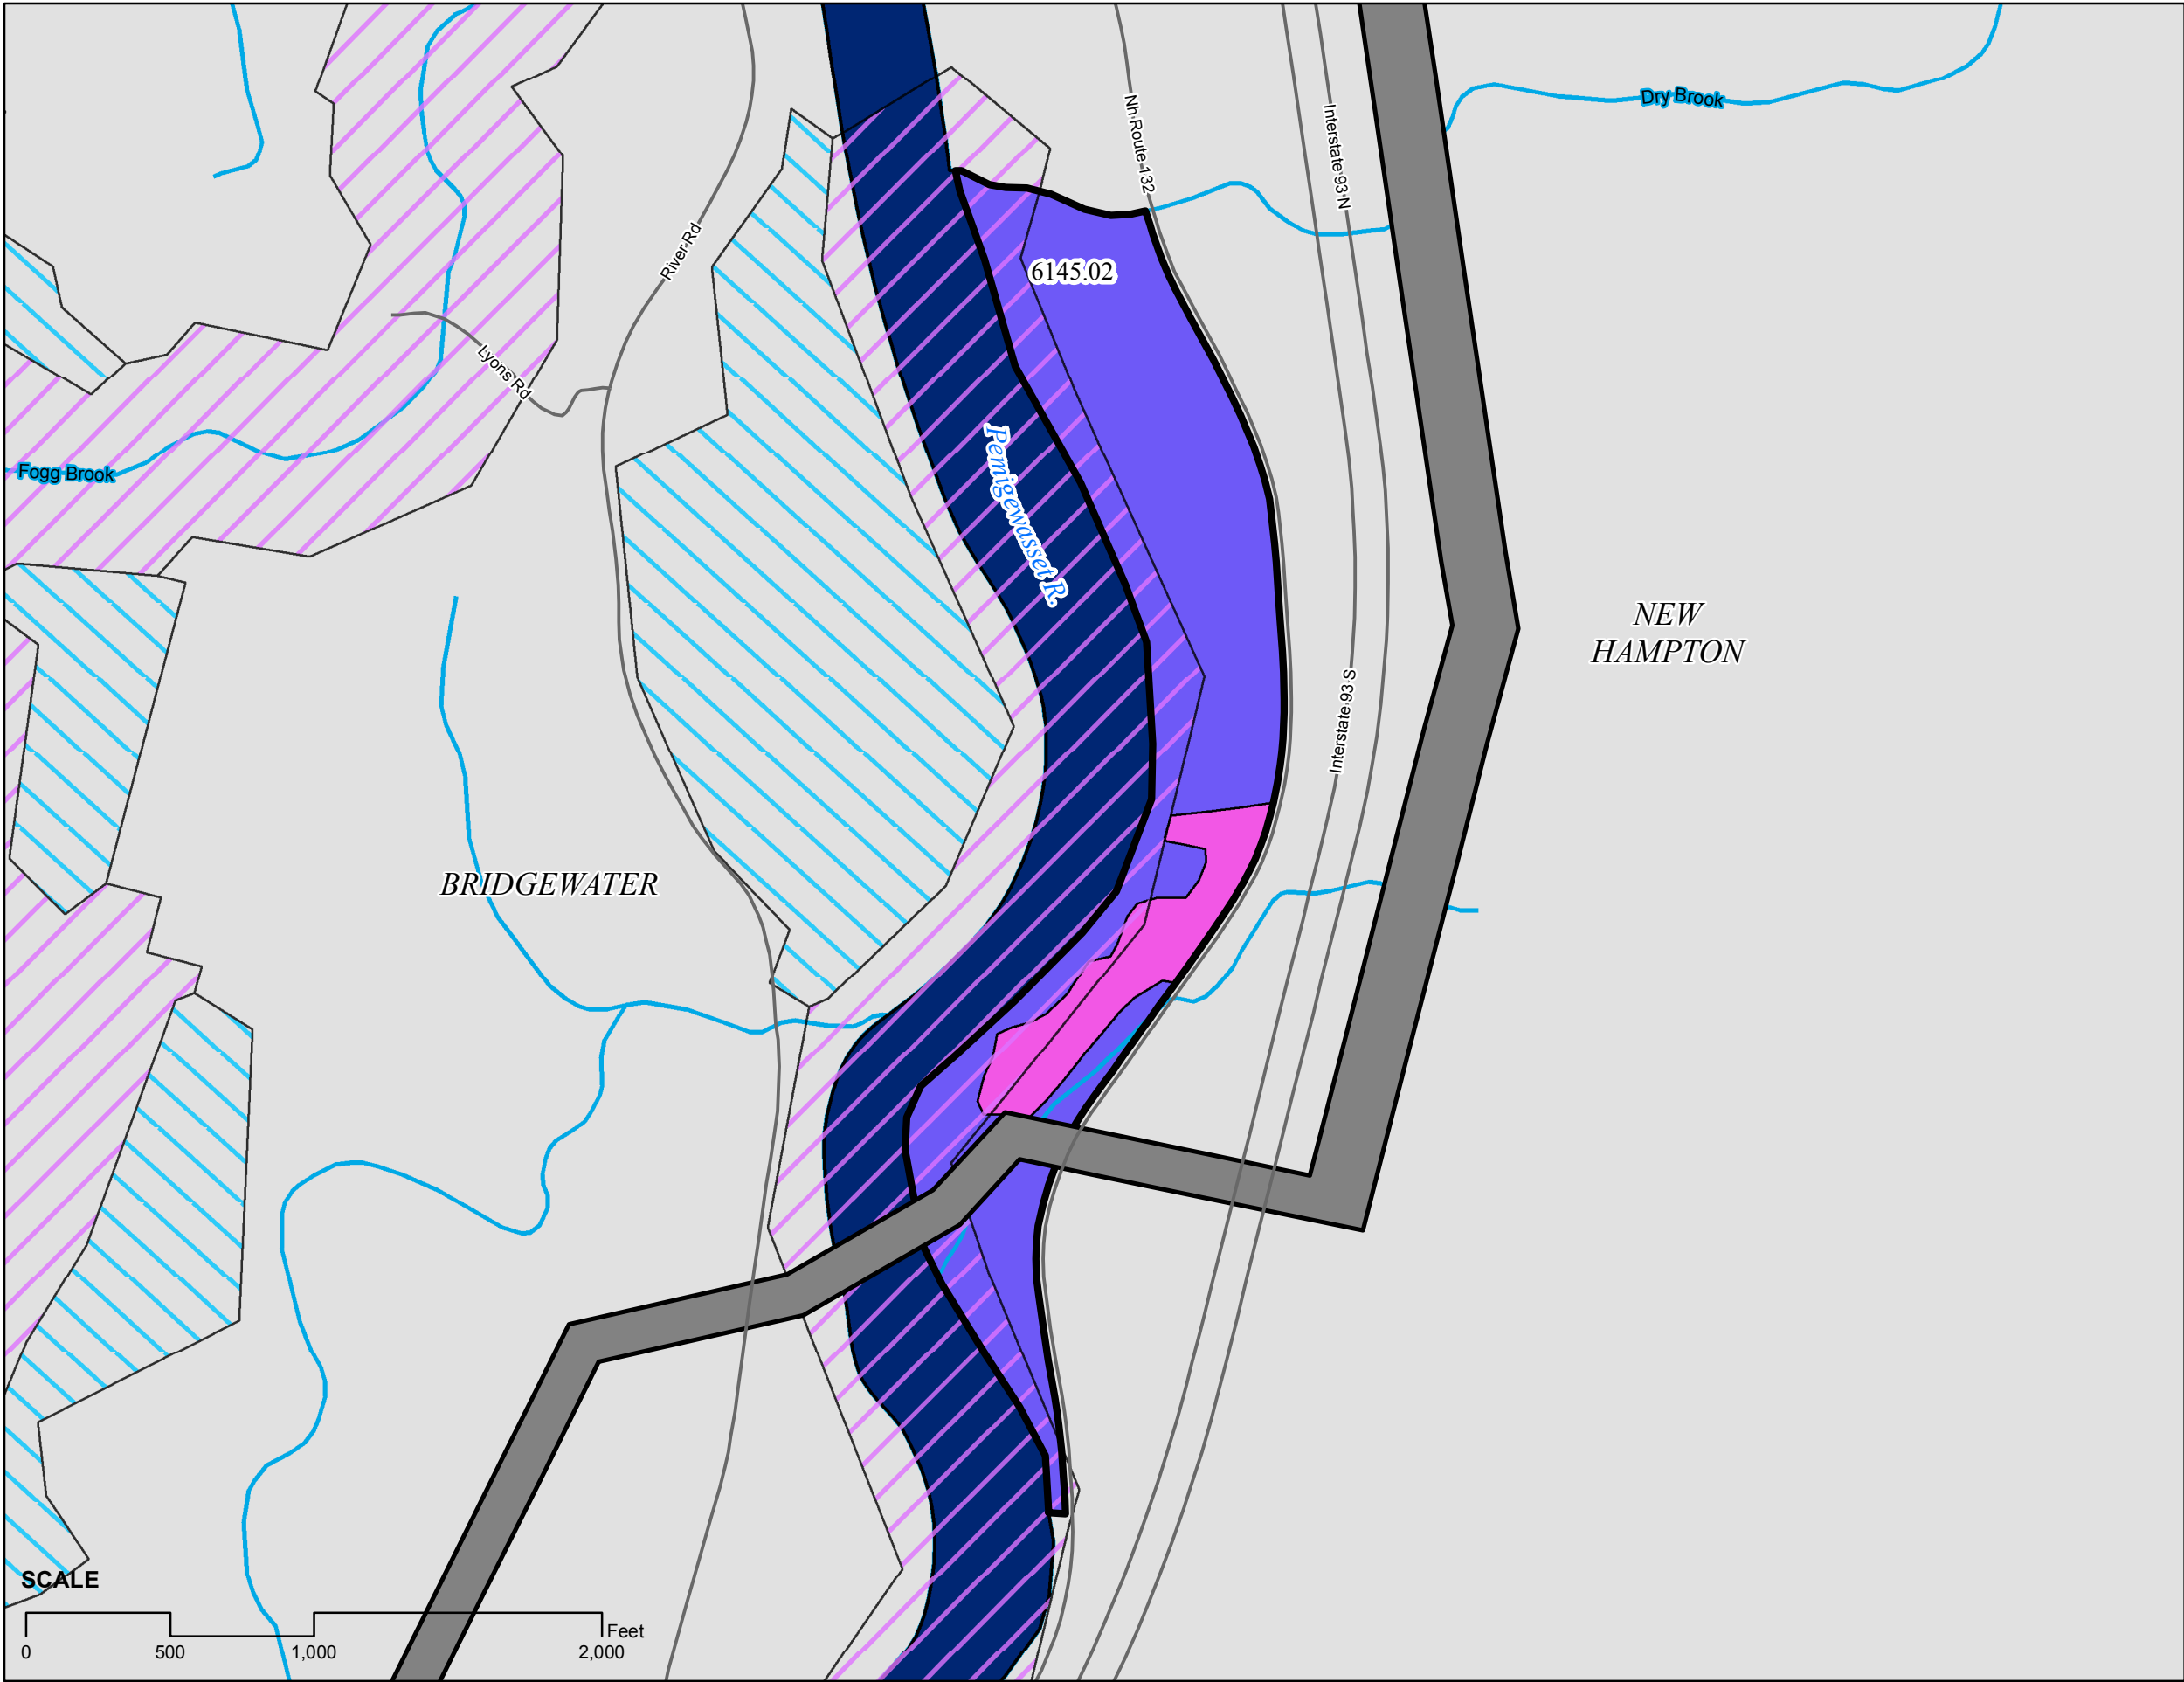 Dry Brook
Nh Route 132
Interstate 93 N
River Rd
6145.02
Lyons Rd
Fogg Brook
Pemigewasset R.
NEW
HAMPTON
Interstate 93 S
BRIDGEWATER
SCALE
Feet
0 500 1,000 2,000